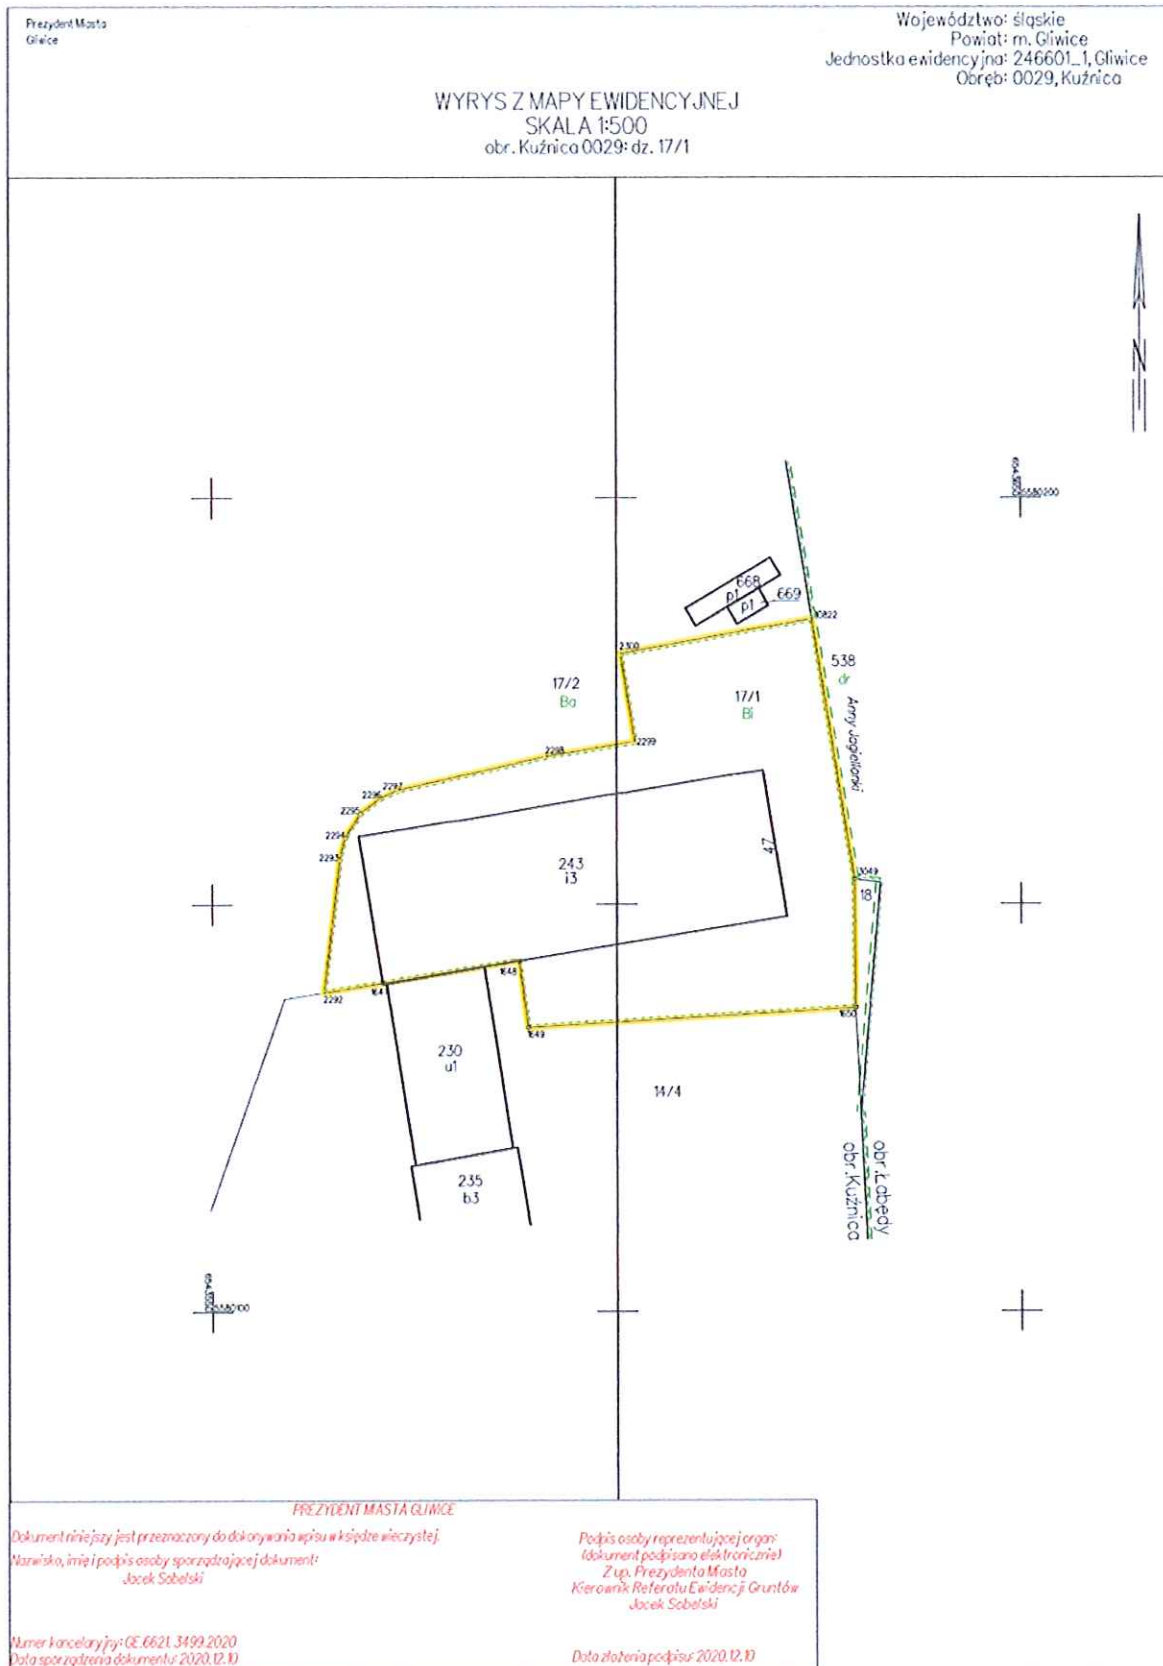 Prezydent Miasta
Gliwice
Województwo: śląskie
Powiat: m. Gliwice
Jednostka ewidencyjna: 246601_1, Gliwice
Obręb: 0029, Kuźnica
WYRYS Z MAPY EWIDENCYJNEJ
SKALA 1:500
obr. Kuźnica 0029: dz. 17/1
N
5580200
668
p1
669
p1
10822
2300
538
dr
17/2
Ba
17/1
Bi
Anny Jagiellonki
2299
2298
2297
2296
2295
2294
2293
243
i3
47
3049
18
1648
2292
1649
1650
230
u1
14/4
235
b3
obr. Łabędy
obr. Kuźnica
5580100
PREZYDENT MIASTA GLIWICE
Dokument niniejszy jest przeznaczony do dokonywania wpisu w księdze wieczystej.
Nazwisko, imię i podpis osoby sporządzającej dokument:
Jacek Sobelski
Podpis osoby reprezentującej organ:
(dokument podpisano elektronicznie)
Z up. Prezydenta Miasta
Kierownik Referatu Ewidencji Gruntów
Jacek Sobelski
Numer kancelaryjny: GE.6621.3499.2020
Data sporządzenia dokumentu: 2020.12.10
Data złożenia podpisu: 2020.12.10